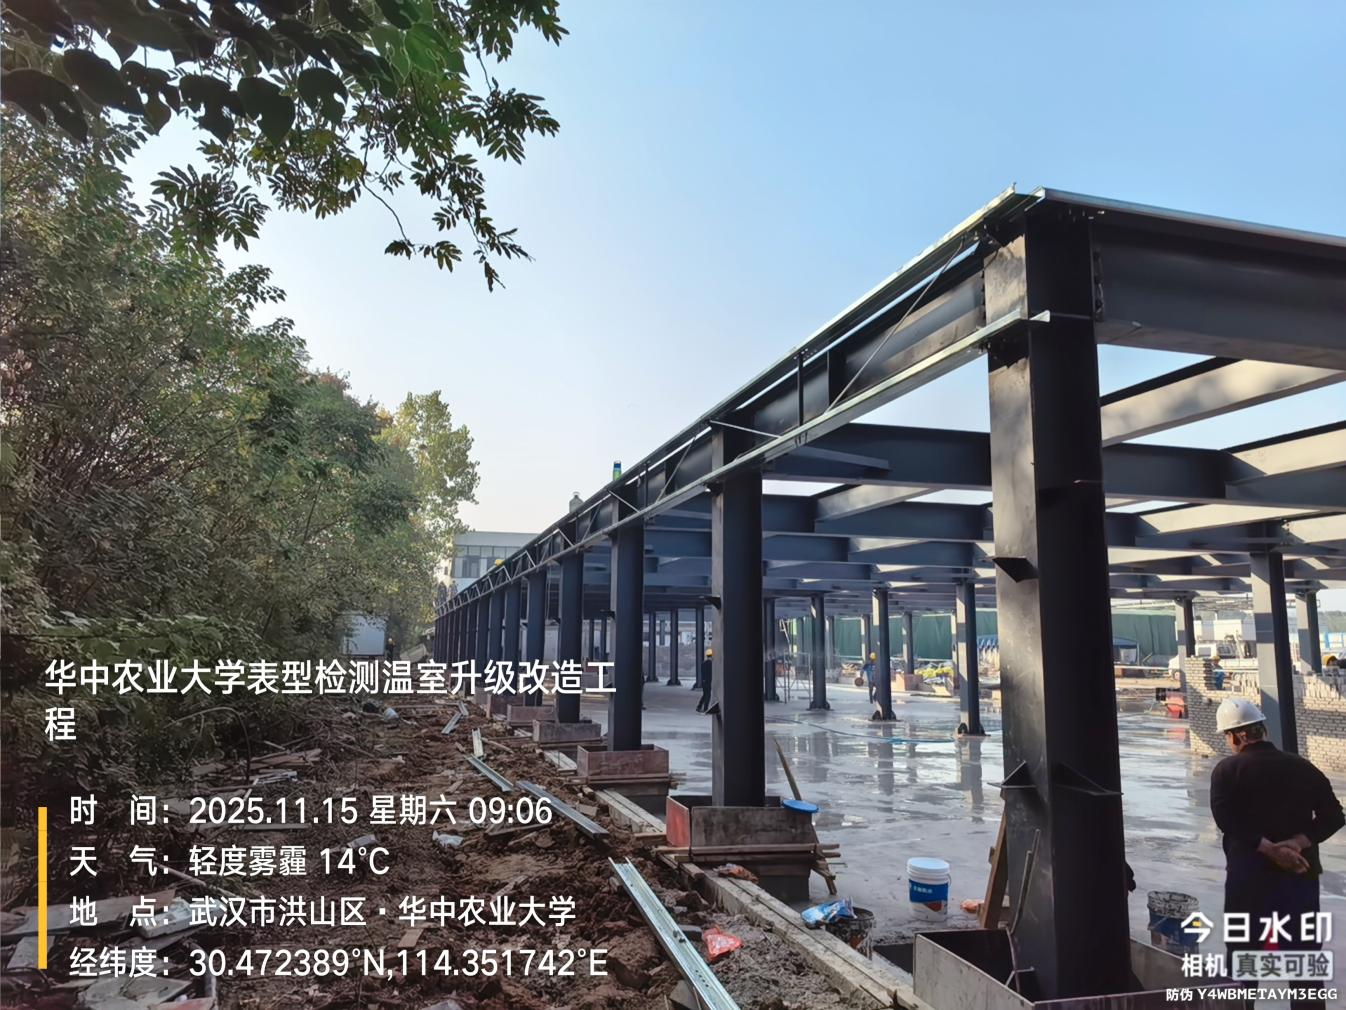 华中农业大学表型检测温室升级改造工
程
时 间：2025.11.15 星期六 09:06
天 气：轻度雾霾 14℃
地 点：武汉市洪山区·华中农业大学
经纬度：30.472389°N,114.351742°E
今日水印
相机 真实可验
防伪 Y4WBMETAYM3EGG